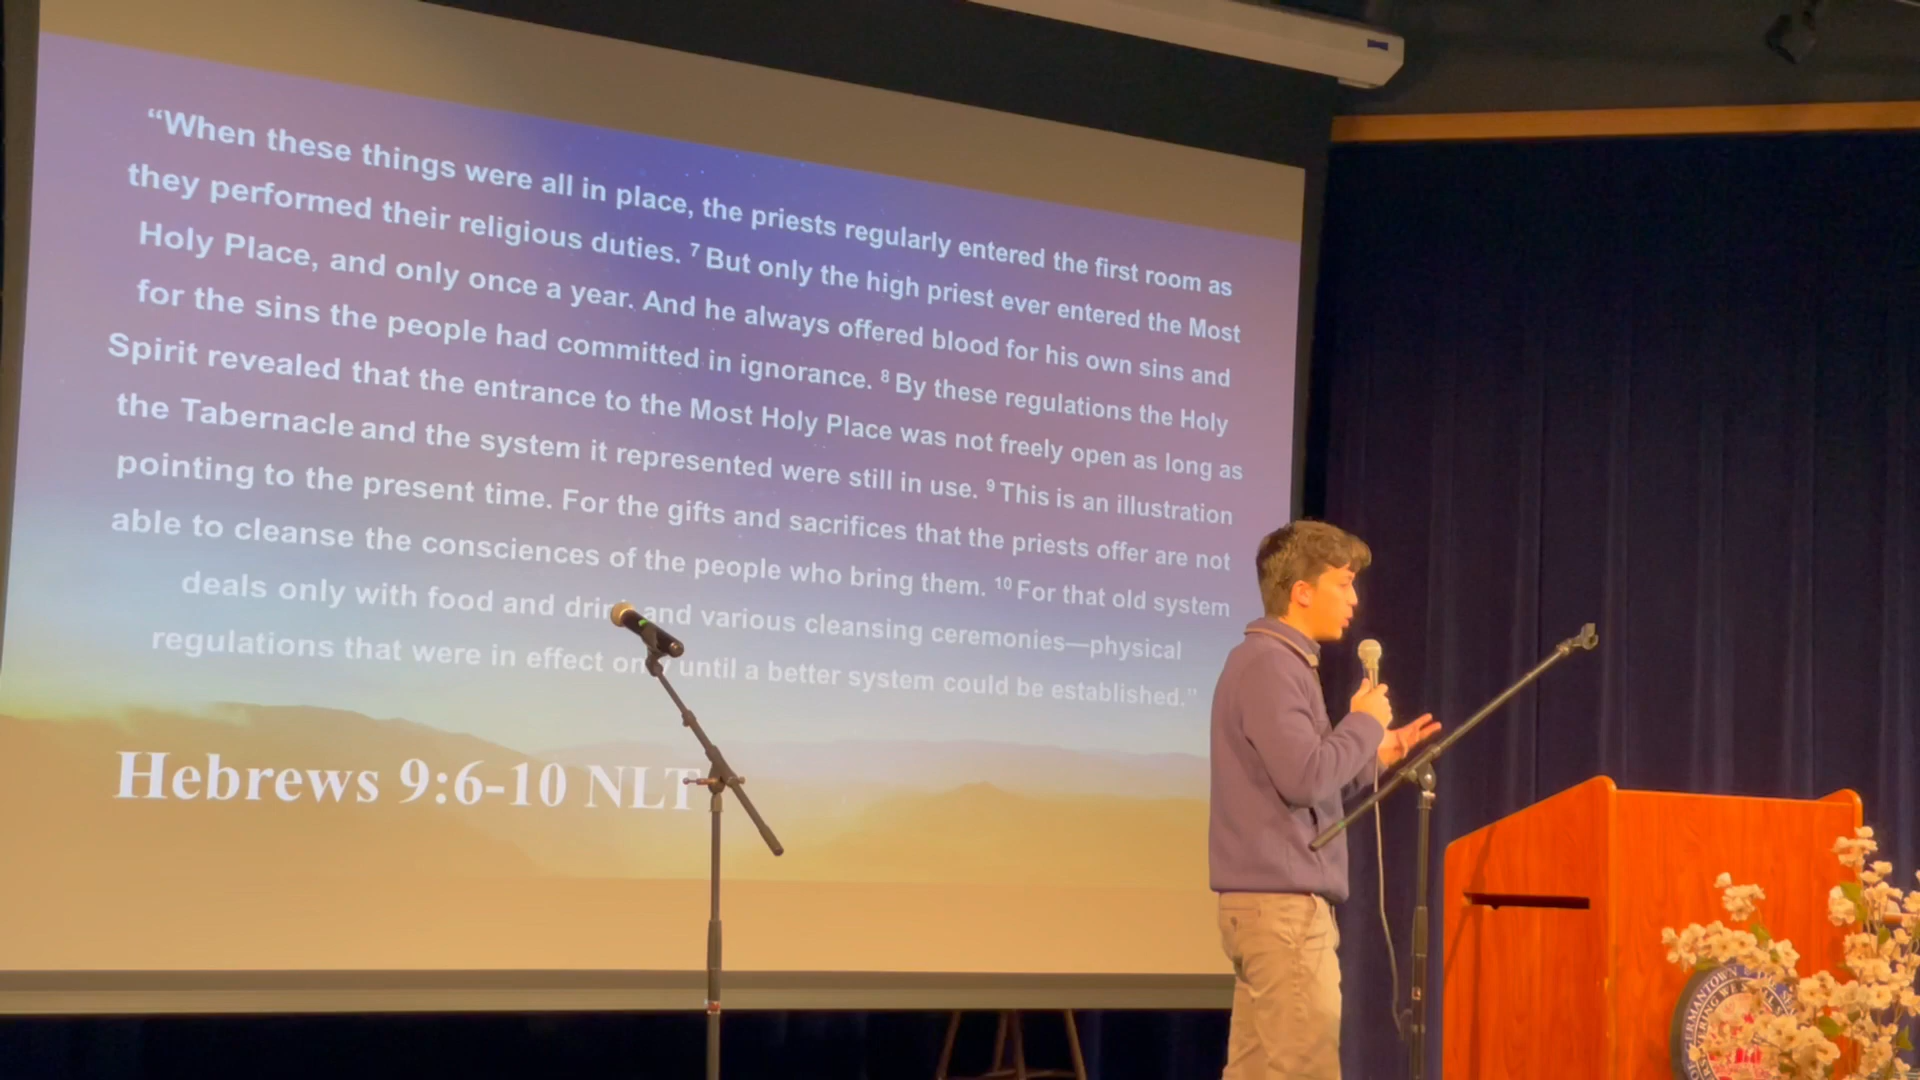 “When these things were all in place, the priests regularly entered the first room as
they performed their religious duties. 7 But only the high priest ever entered the Most
Holy Place, and only once a year. And he always offered blood for his own sins and
for the sins the people had committed in ignorance. 8 By these regulations the Holy
Spirit revealed that the entrance to the Most Holy Place was not freely open as long as
the Tabernacle and the system it represented were still in use. 9 This is an illustration
pointing to the present time. For the gifts and sacrifices that the priests offer are not
able to cleanse the consciences of the people who bring them. 10 For that old system
deals only with food and drink and various cleansing ceremonies—physical
regulations that were in effect only until a better system could be established.”
Hebrews 9:6-10 NLT